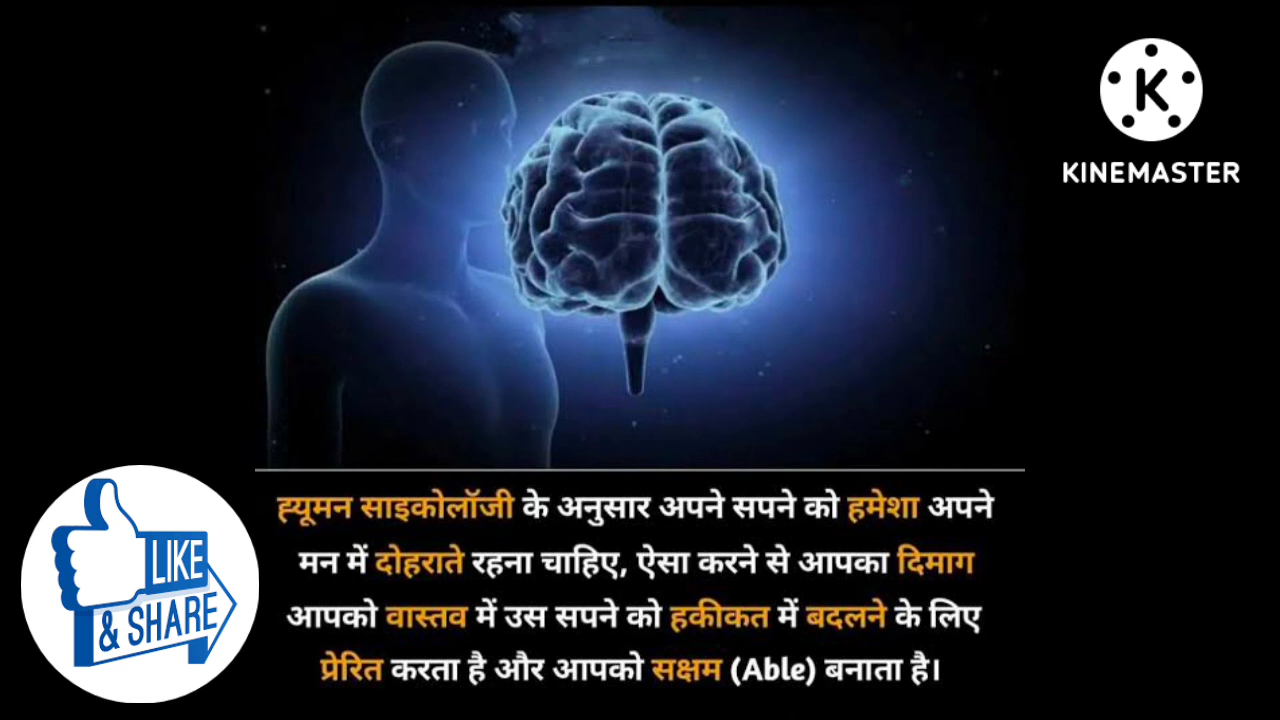 K
KINEMASTER
ह्यूमन साइकोलॉजी के अनुसार अपने सपने को हमेशा अपने
मन में दोहराते रहना चाहिए, ऐसा करने से आपका दिमाग
आपको वास्तव में उस सपने को हकीकत में बदलने के लिए
प्रेरित करता है और आपको सक्षम (Able) बनाता है।
LIKE
& SHARE